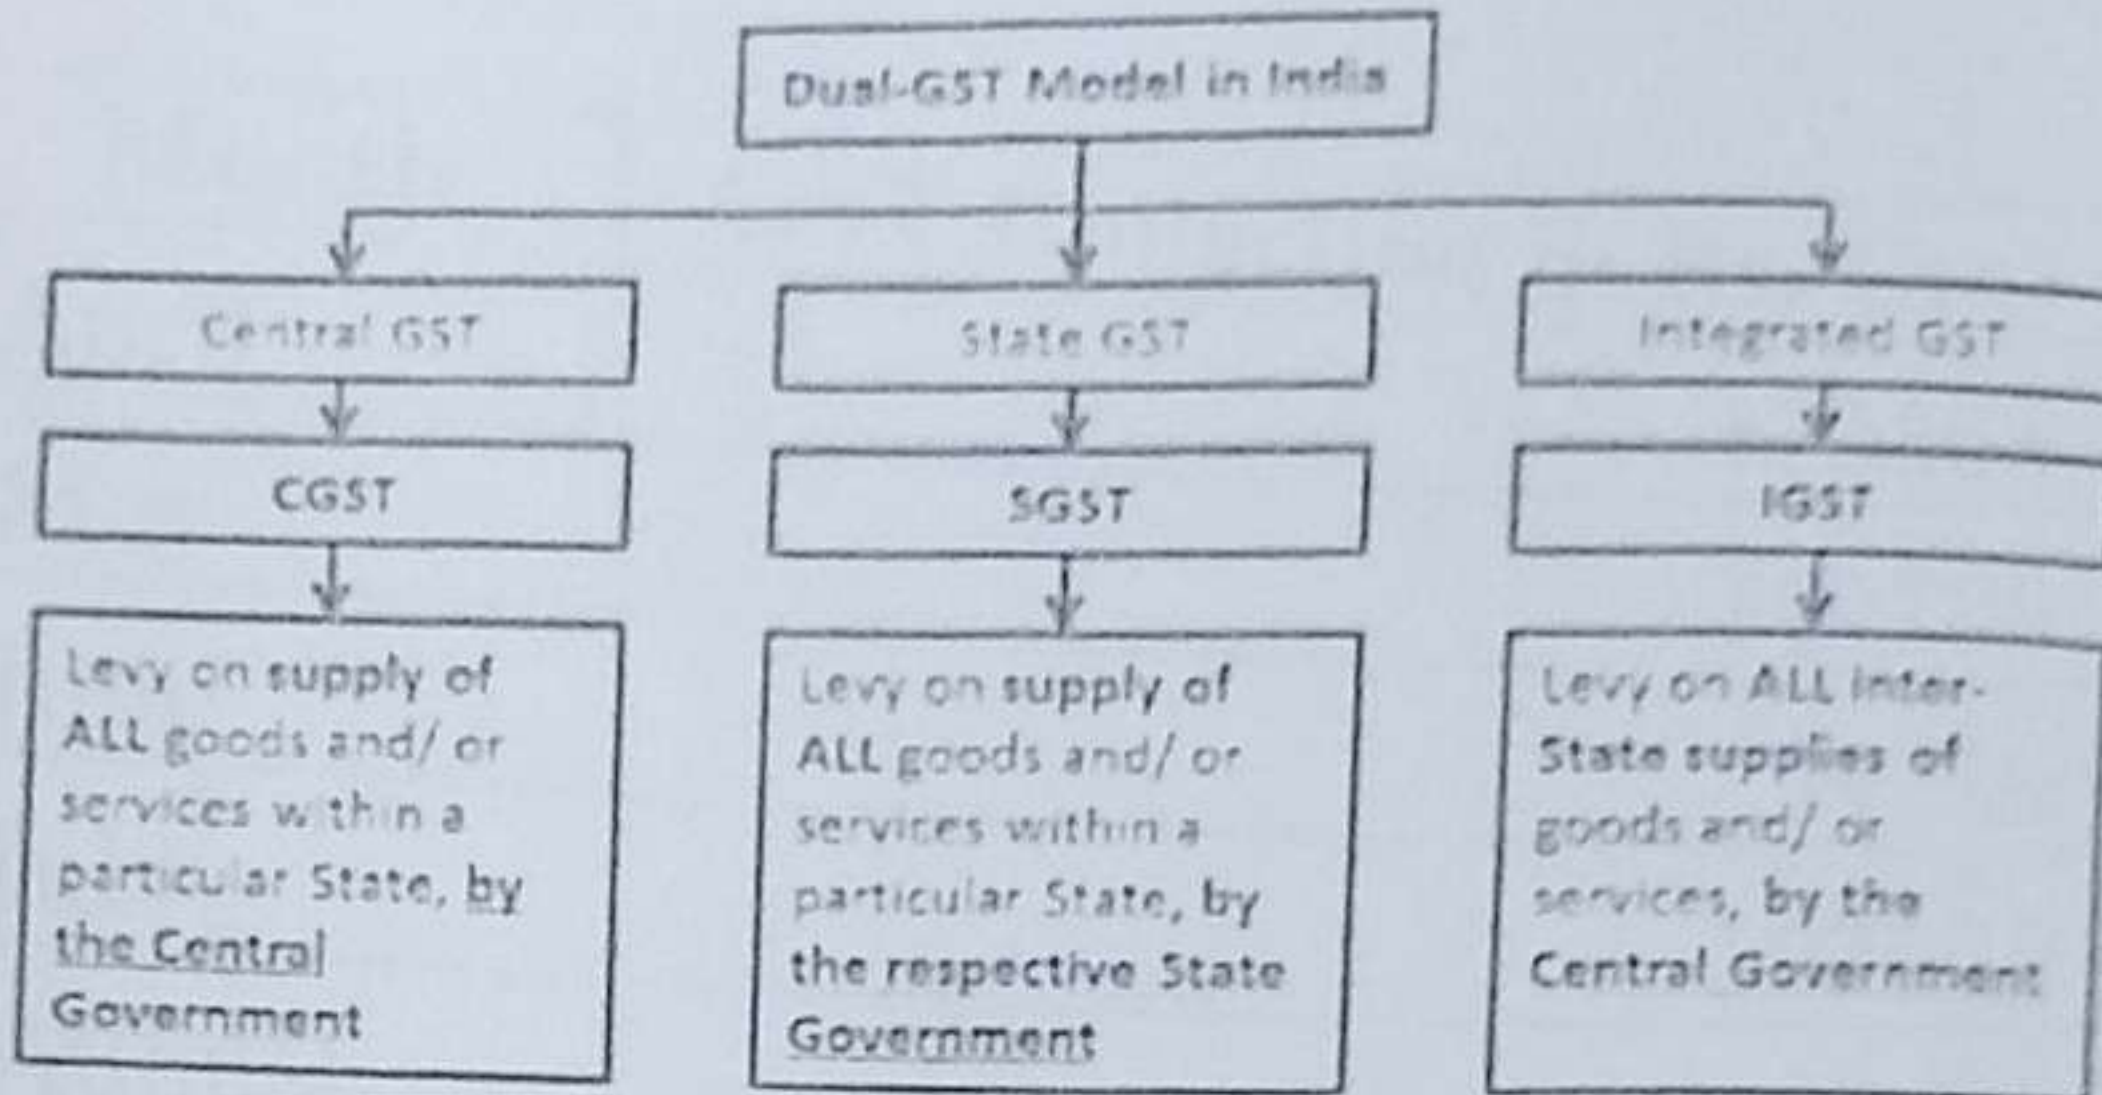 Dual-GST Model in India
Central GST
State GST
Integrated GST
CGST
SGST
IGST
Levy on supply of
ALL goods and/ or
services within a
particular State, by
the Central
Government
Levy on supply of
ALL goods and/ or
services within a
particular State, by
the respective State
Government
Levy on ALL inter-
State supplies of
goods and/ or
services, by the
Central Government